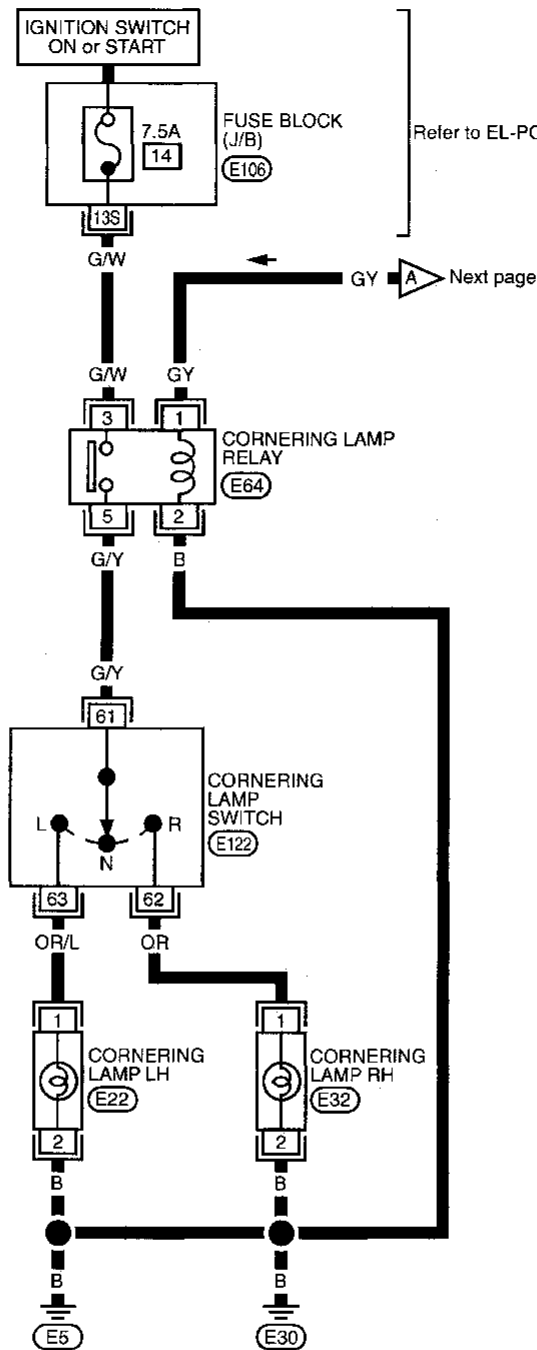 IGNITION SWITCH
ON or START
7.5A
14
FUSE BLOCK
(J/B)
E106
Refer to EL-PO
13S
G/W
GY
A
Next page
G/W
GY
3
1
CORNERING LAMP
RELAY
E64
5
2
G/Y
B
G/Y
61
CORNERING
LAMP
SWITCH
E122
L
R
N
63
62
OR/L
OR
1
1
CORNERING
LAMP LH
E22
CORNERING
LAMP RH
E32
2
2
B
B
B
B
E5
E30